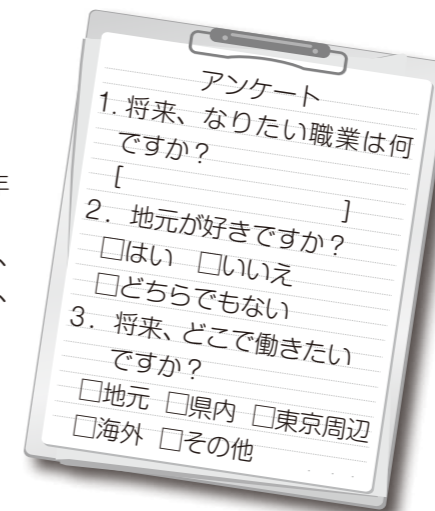 アンケート
1. 将来、なりたい職業は何
ですか?
[ ]
2. 地元が好きですか?
□はい □いいえ
□どちらでもない
3. 将来、どこで働きたい
ですか?
□地元 □県内 □東京周辺
□海外 □その他